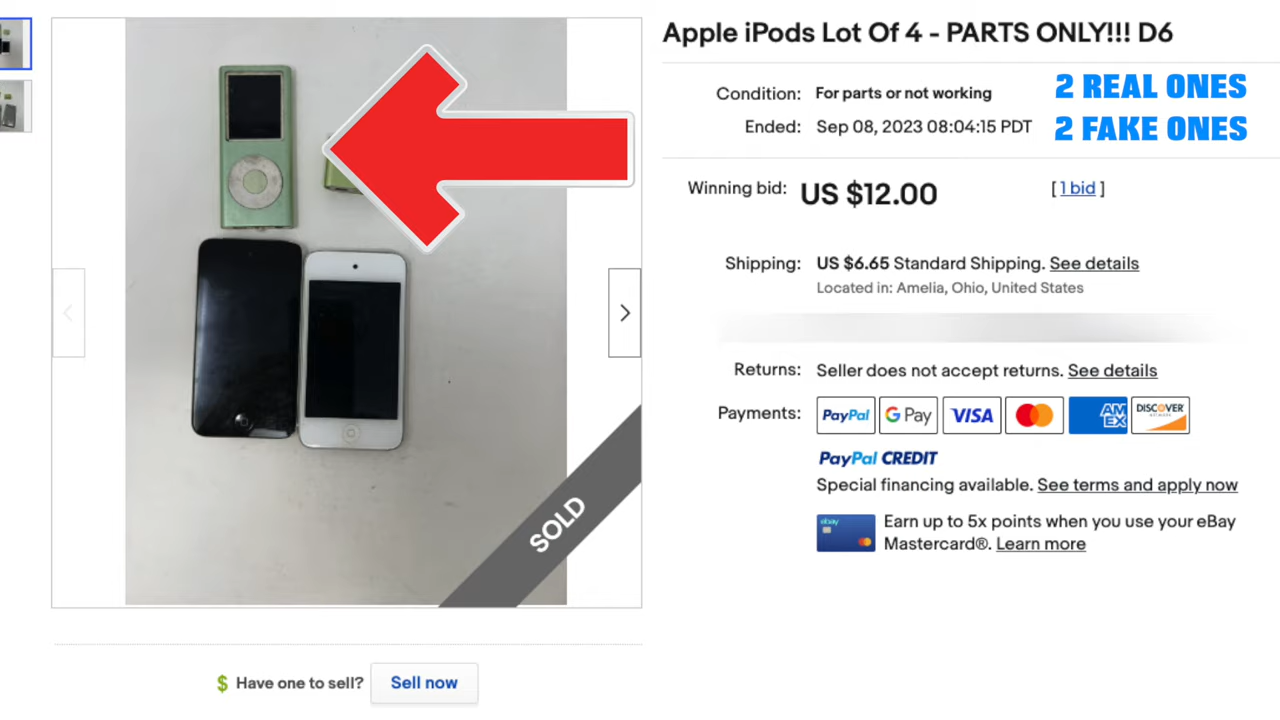 Apple iPods Lot Of 4 - PARTS ONLY!!! D6
Condition: For parts or not working
2 REAL ONES
Ended: Sep 08, 2023 08:04:15 PDT
2 FAKE ONES
Winning bid: US $12.00 [ 1 bid ]
Shipping: US $6.65 Standard Shipping. See details
Located in: Amelia, Ohio, United States
Returns: Seller does not accept returns. See details
Payments: PayPal G Pay VISA AM EX DISCOVER
PayPal CREDIT
Special financing available. See terms and apply now
ebay
Earn up to 5x points when you use your eBay
Mastercard®. Learn more
SOLD
$ Have one to sell? Sell now